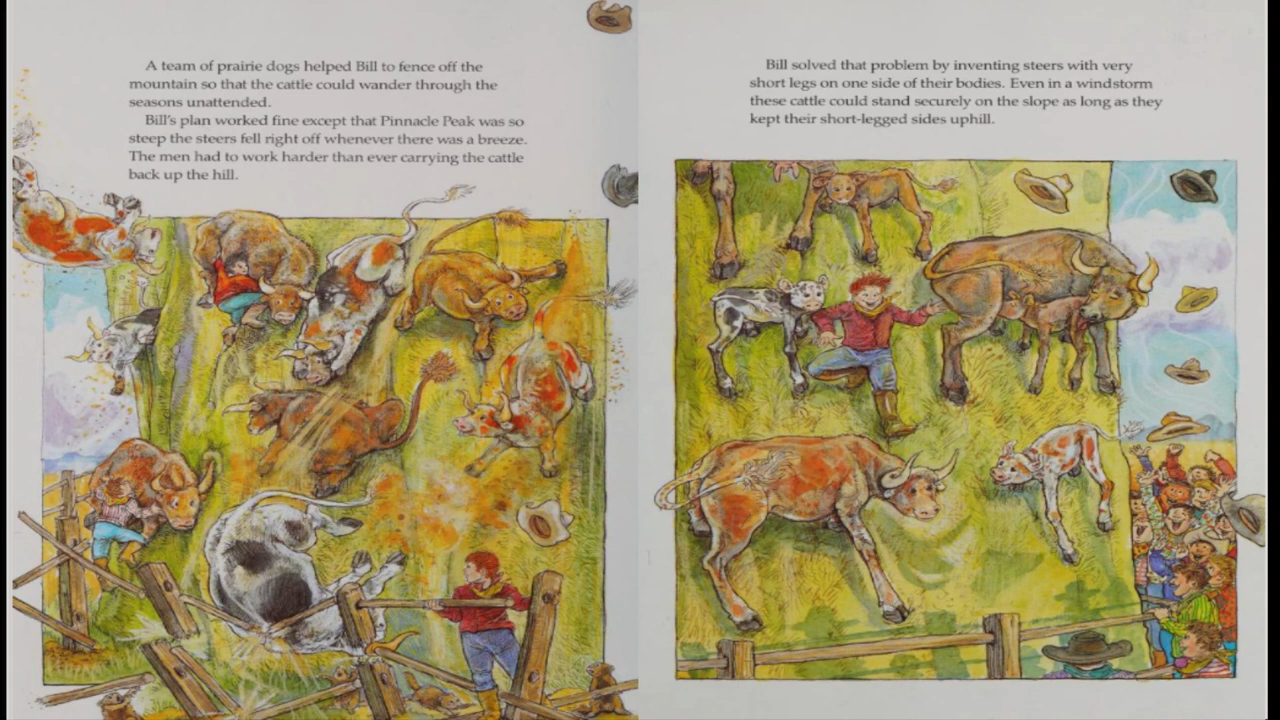 A team of prairie dogs helped Bill to fence off the
mountain so that the cattle could wander through the
seasons unattended.
Bill's plan worked fine except that Pinnacle Peak was so
steep the steers fell right off whenever there was a breeze.
The men had to work harder than ever carrying the cattle
back up the hill.
Bill solved that problem by inventing steers with very
short legs on one side of their bodies. Even in a windstorm
these cattle could stand securely on the slope as long as they
kept their short-legged sides uphill.